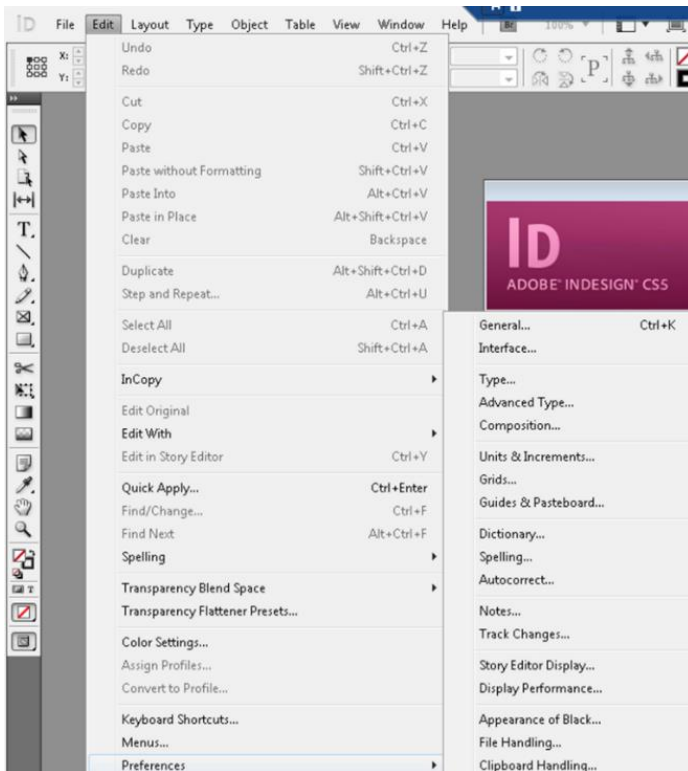 ID File Edit Layout Type Object Table View Window Help Br 100%
X:
Y:
P
T
Undo Ctrl+Z
Redo Shift+Ctrl+Z
Cut Ctrl+X
Copy Ctrl+C
Paste Ctrl+V
Paste without Formatting Shift+Ctrl+V
Paste Into Alt+Ctrl+V
Paste in Place Alt+Shift+Ctrl+V
Clear Backspace
Duplicate Alt+Shift+Ctrl+D
Step and Repeat... Alt+Ctrl+U
Select All Ctrl+A
Deselect All Shift+Ctrl+A
InCopy
Edit Original
Edit With
Edit in Story Editor Ctrl+Y
Quick Apply... Ctrl+Enter
Find/Change... Ctrl+F
Find Next Alt+Ctrl+F
Spelling
Transparency Blend Space
Transparency Flattener Presets...
Color Settings...
Assign Profiles...
Convert to Profile...
Keyboard Shortcuts...
Menus...
Preferences
ID
ADOBE® INDESIGN® CS5
General... Ctrl+K
Interface...
Type...
Advanced Type...
Composition...
Units & Increments...
Grids...
Guides & Pasteboard...
Dictionary...
Spelling...
Autocorrect...
Notes...
Track Changes...
Story Editor Display...
Display Performance...
Appearance of Black...
File Handling...
Clipboard Handling...